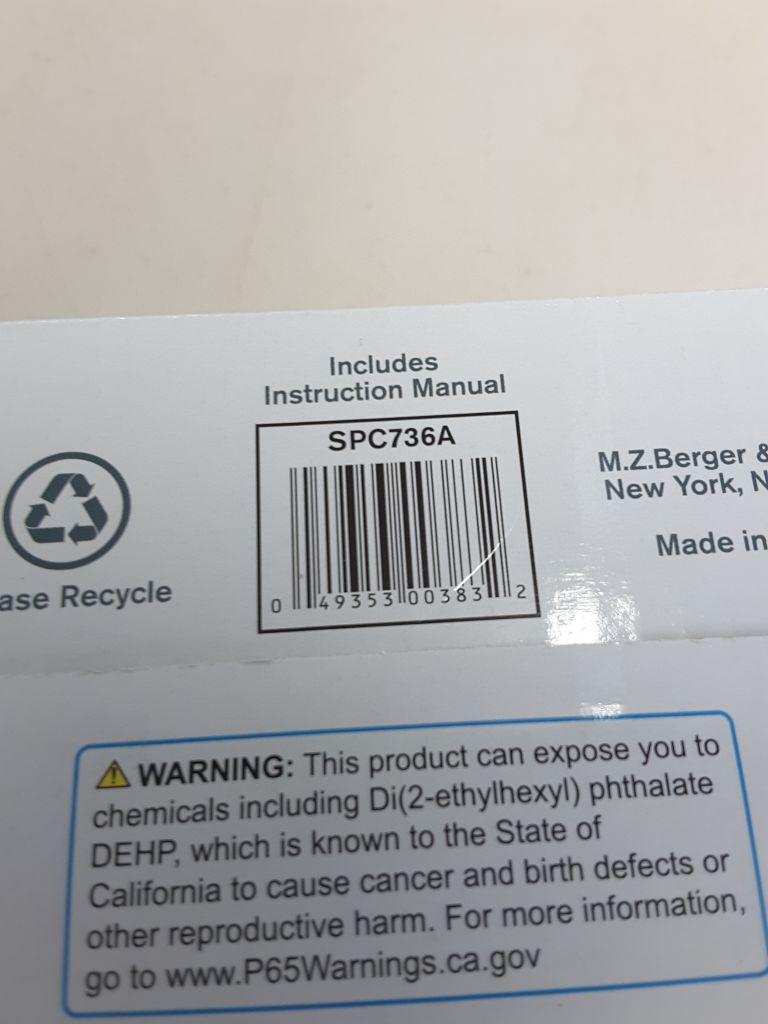 Includes
Instruction Manual
SPC736A
0 49353 00383 2
ase Recycle
M.Z.Berger &
New York, N
Made in
WARNING: This product can expose you to
chemicals including Di(2-ethylhexyl) phthalate
DEHP, which is known to the State of
California to cause cancer and birth defects or
other reproductive harm. For more information,
go to www.P65Warnings.ca.gov